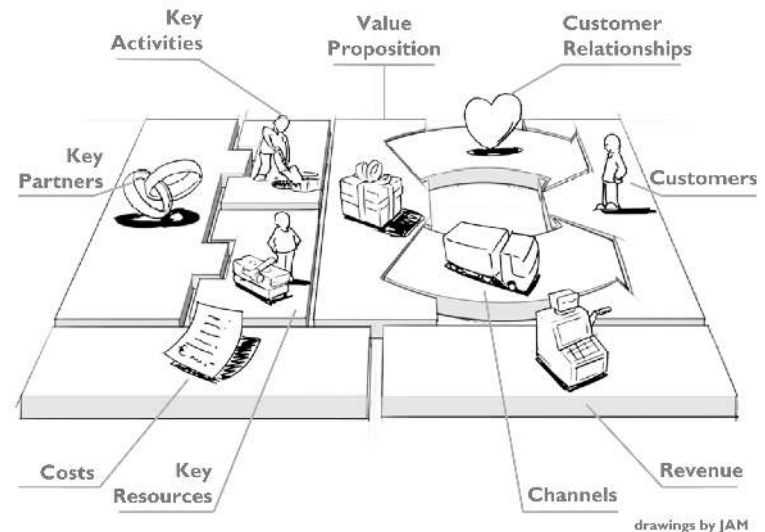 Key
Activities
Value
Proposition
Customer
Relationships
Key
Partners
Customers
Costs
Key
Resources
Channels
Revenue
drawings by JAM